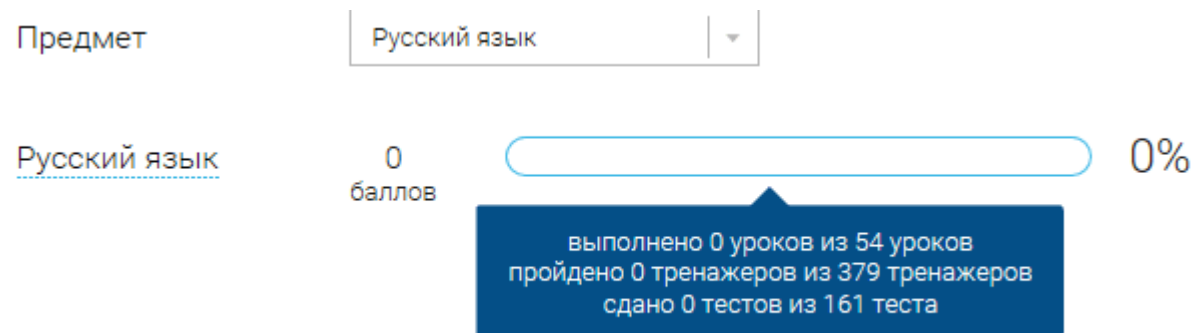 Предмет
Русский язык
Русский язык
0
баллов
0%
выполнено 0 уроков из 54 уроков
пройдено 0 тренажеров из 379 тренажеров
сдано 0 тестов из 161 теста